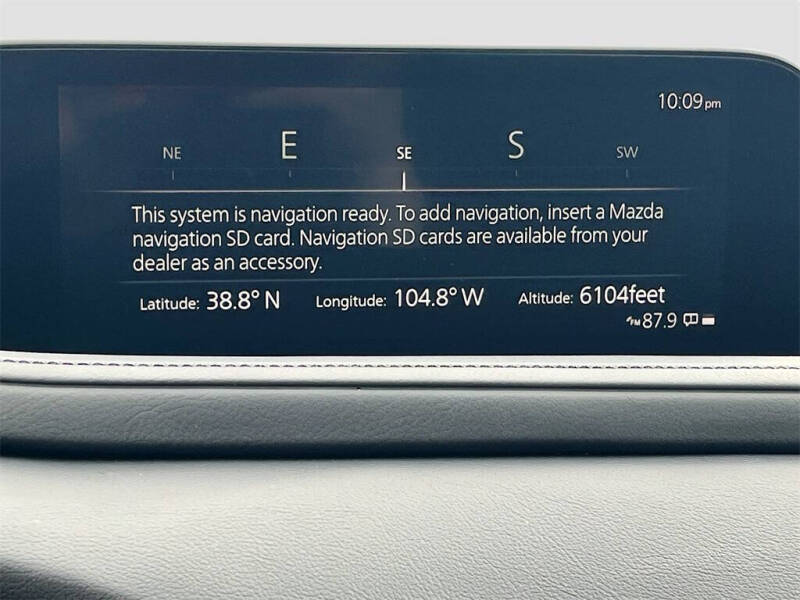 10:09pm
NE E SE S SW
This system is navigation ready. To add navigation, insert a Mazda
navigation SD card. Navigation SD cards are available from your
dealer as an accessory.
Latitude: 38.8° N Longitude: 104.8° W Altitude: 6104feet
FM 87.9